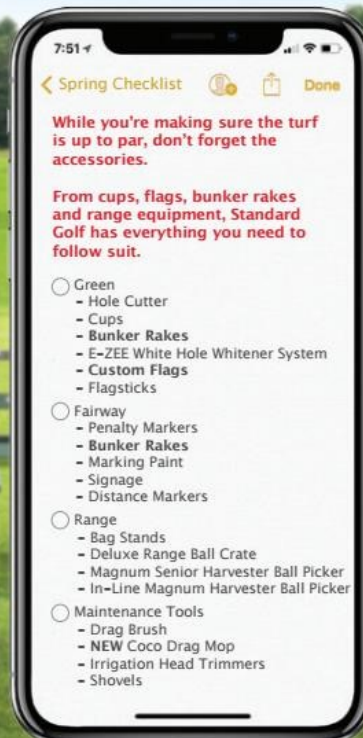 7:51
Spring Checklist
Done
While you're making sure the turf
is up to par, don't forget the
accessories.
From cups, flags, bunker rakes
and range equipment, Standard
Golf has everything you need to
follow suit.
Green
- Hole Cutter
- Cups
- Bunker Rakes
- E-ZEE White Hole Whitener System
- Custom Flags
- Flagsticks
Fairway
- Penalty Markers
- Bunker Rakes
- Marking Paint
- Signage
- Distance Markers
Range
- Bag Stands
- Deluxe Range Ball Crate
- Magnum Senior Harvester Ball Picker
- In-Line Magnum Harvester Ball Picker
Maintenance Tools
- Drag Brush
- NEW Coco Drag Mop
- Irrigation Head Trimmers
- Shovels